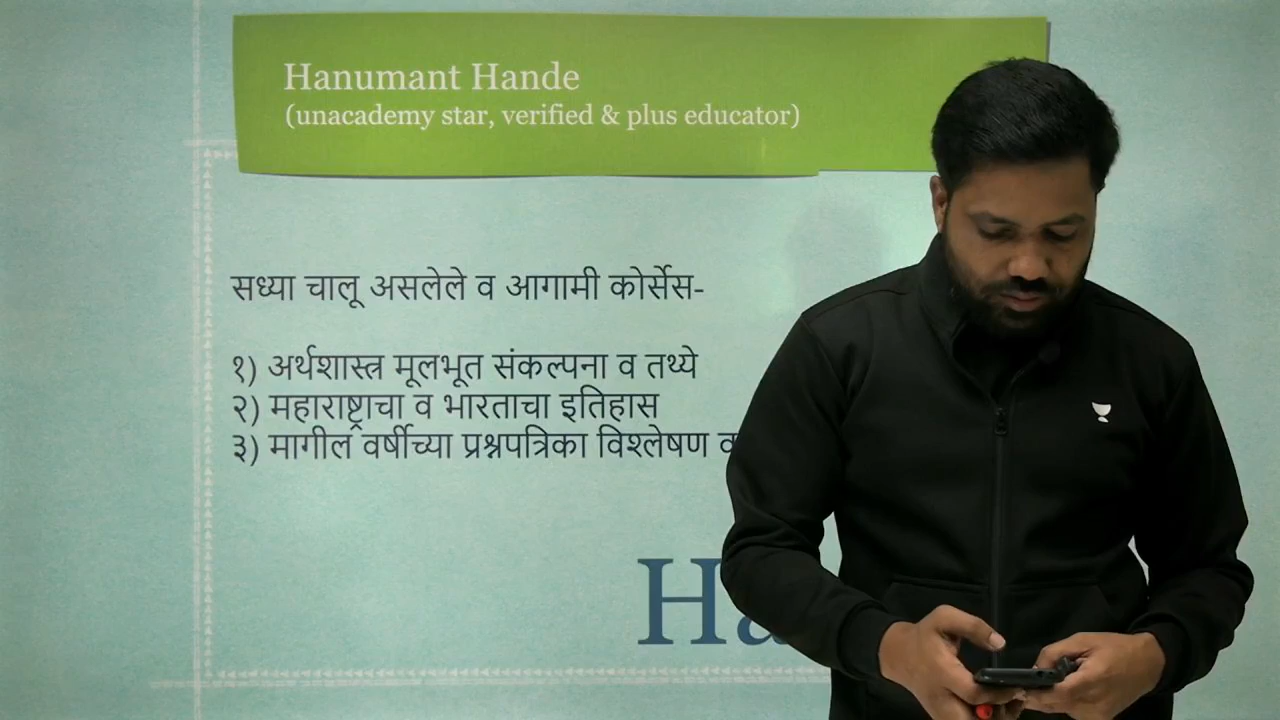 Hanumant Hande
(unacademy star, verified & plus educator)
सध्या चालू असलेले व आगामी कोर्सेस-
१) अर्थशास्त्र मूलभूत संकल्पना व तथ्ये
२) महाराष्ट्राचा व भारताचा इतिहास
३) मागील वर्षीच्या प्रश्नपत्रिका विश्लेषण व
Ha